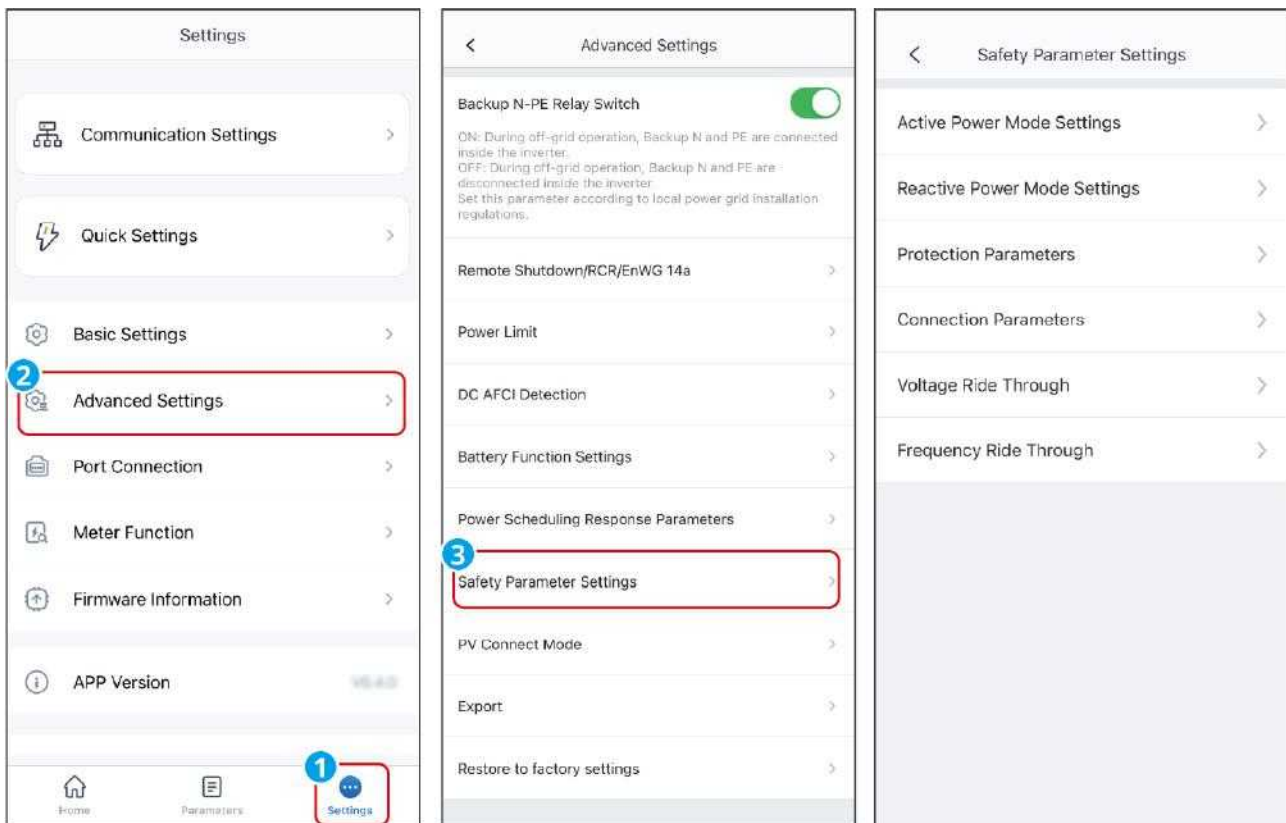 Settings
Communication Settings
Quick Settings
Basic Settings
2
Advanced Settings
Port Connection
Meter Function
Firmware Information
APP Version
1
Home
Parameters
Settings
Advanced Settings
Backup N-PE Relay Switch
ON: During off-grid operation, Backup N and PE are connected
inside the inverter.
OFF: During off-grid operation, Backup N and PE are
disconnected inside the inverter
Set this parameter according to local power grid installation
regulations.
Remote Shutdown/RCR/EnWG 14a
Power Limit
DC AFCI Detection
Battery Function Settings
Power Scheduling Response Parameters
3
Safety Parameter Settings
PV Connect Mode
Export
Restore to factory settings
Safety Parameter Settings
Active Power Mode Settings
Reactive Power Mode Settings
Protection Parameters
Connection Parameters
Voltage Ride Through
Frequency Ride Through